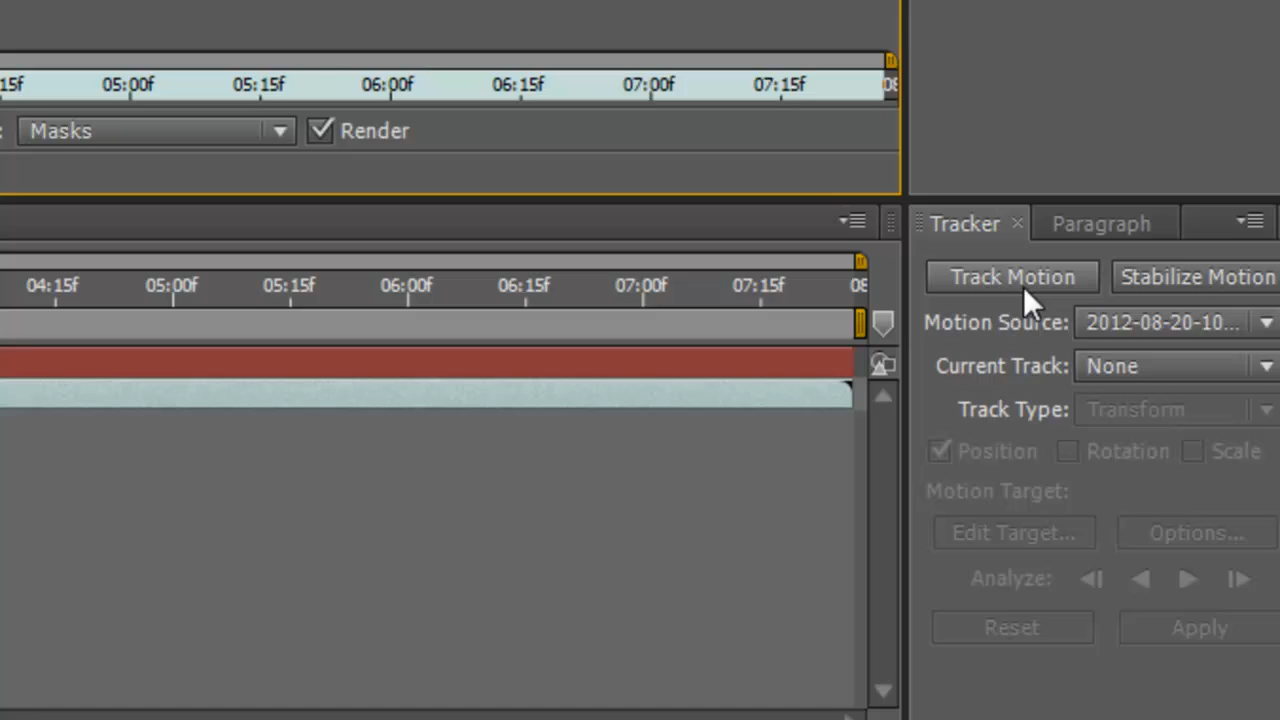 15f 05:00f 05:15f 06:00f 06:15f 07:00f 07:15f 08
: Masks Render
Tracker Paragraph
04:15f 05:00f 05:15f 06:00f 06:15f 07:00f 07:15f 08
Track Motion Stabilize Motion
Motion Source: 2012-08-20-10...
Current Track: None
Track Type: Transform
Position Rotation Scale
Motion Target:
Edit Target... Options...
Analyze:
Reset Apply